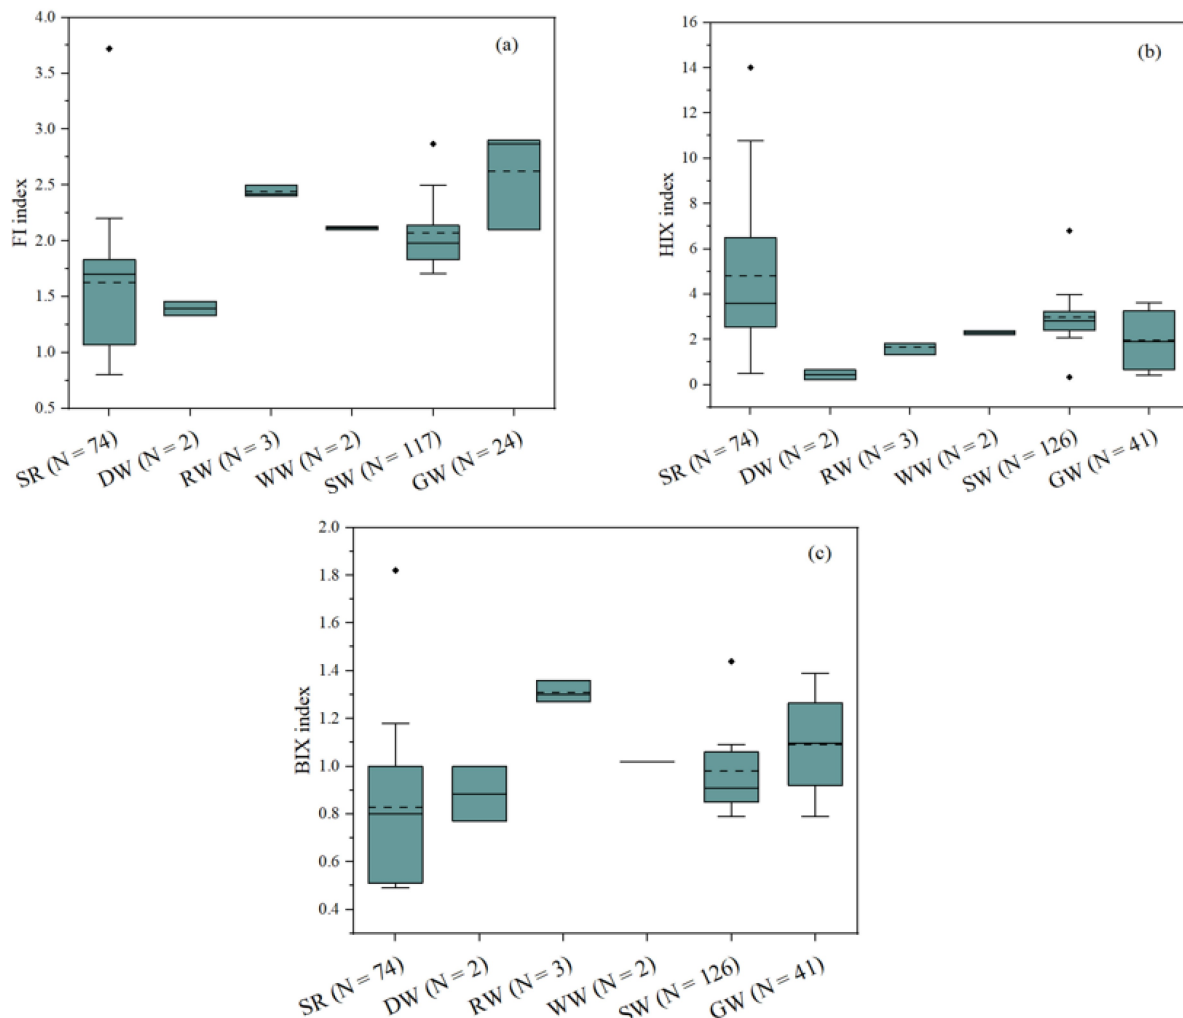 (a)
FI index
4.0
3.5
3.0
2.5
2.0
1.5
1.0
0.5
SR (N = 74)
DW (N = 2)
RW (N = 3)
WW (N = 2)
SW (N = 117)
GW (N = 24)
(b)
HIX index
16
14
12
10
8
6
4
2
0
SR (N = 74)
DW (N = 2)
RW (N = 3)
WW (N = 2)
SW (N = 126)
GW (N = 41)
(c)
BIX index
2.0
1.8
1.6
1.4
1.2
1.0
0.8
0.6
0.4
SR (N = 74)
DW (N = 2)
RW (N = 3)
WW (N = 2)
SW (N = 126)
GW (N = 41)